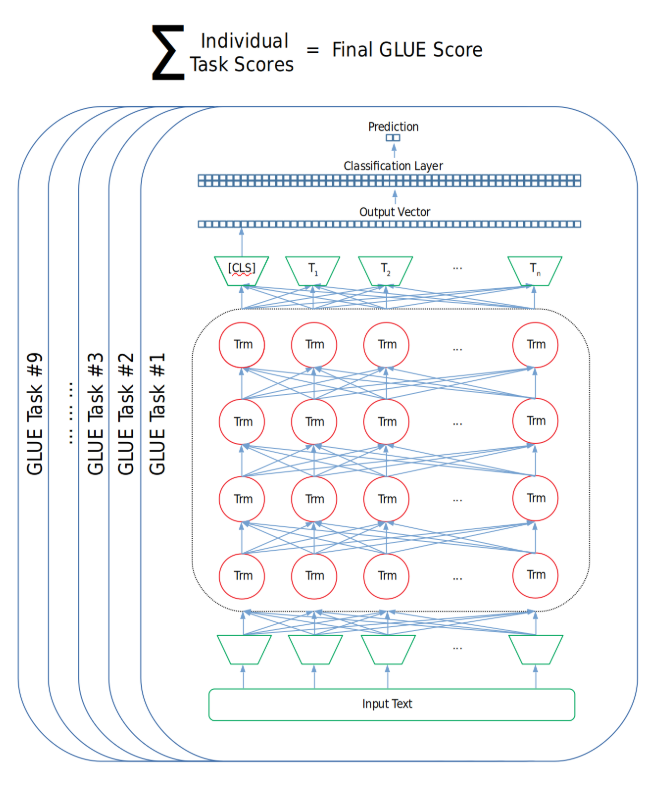 ∑ Individual Task Scores = Final GLUE Score
Prediction
Classification Layer
Output Vector
[CLS] T1 T2 ... Tn
Trm Trm Trm ... Trm
Trm Trm Trm ... Trm
Trm Trm Trm ... Trm
Trm Trm Trm ... Trm
...
Input Text
GLUE Task #9
... ... ...
GLUE Task #3
GLUE Task #2
GLUE Task #1